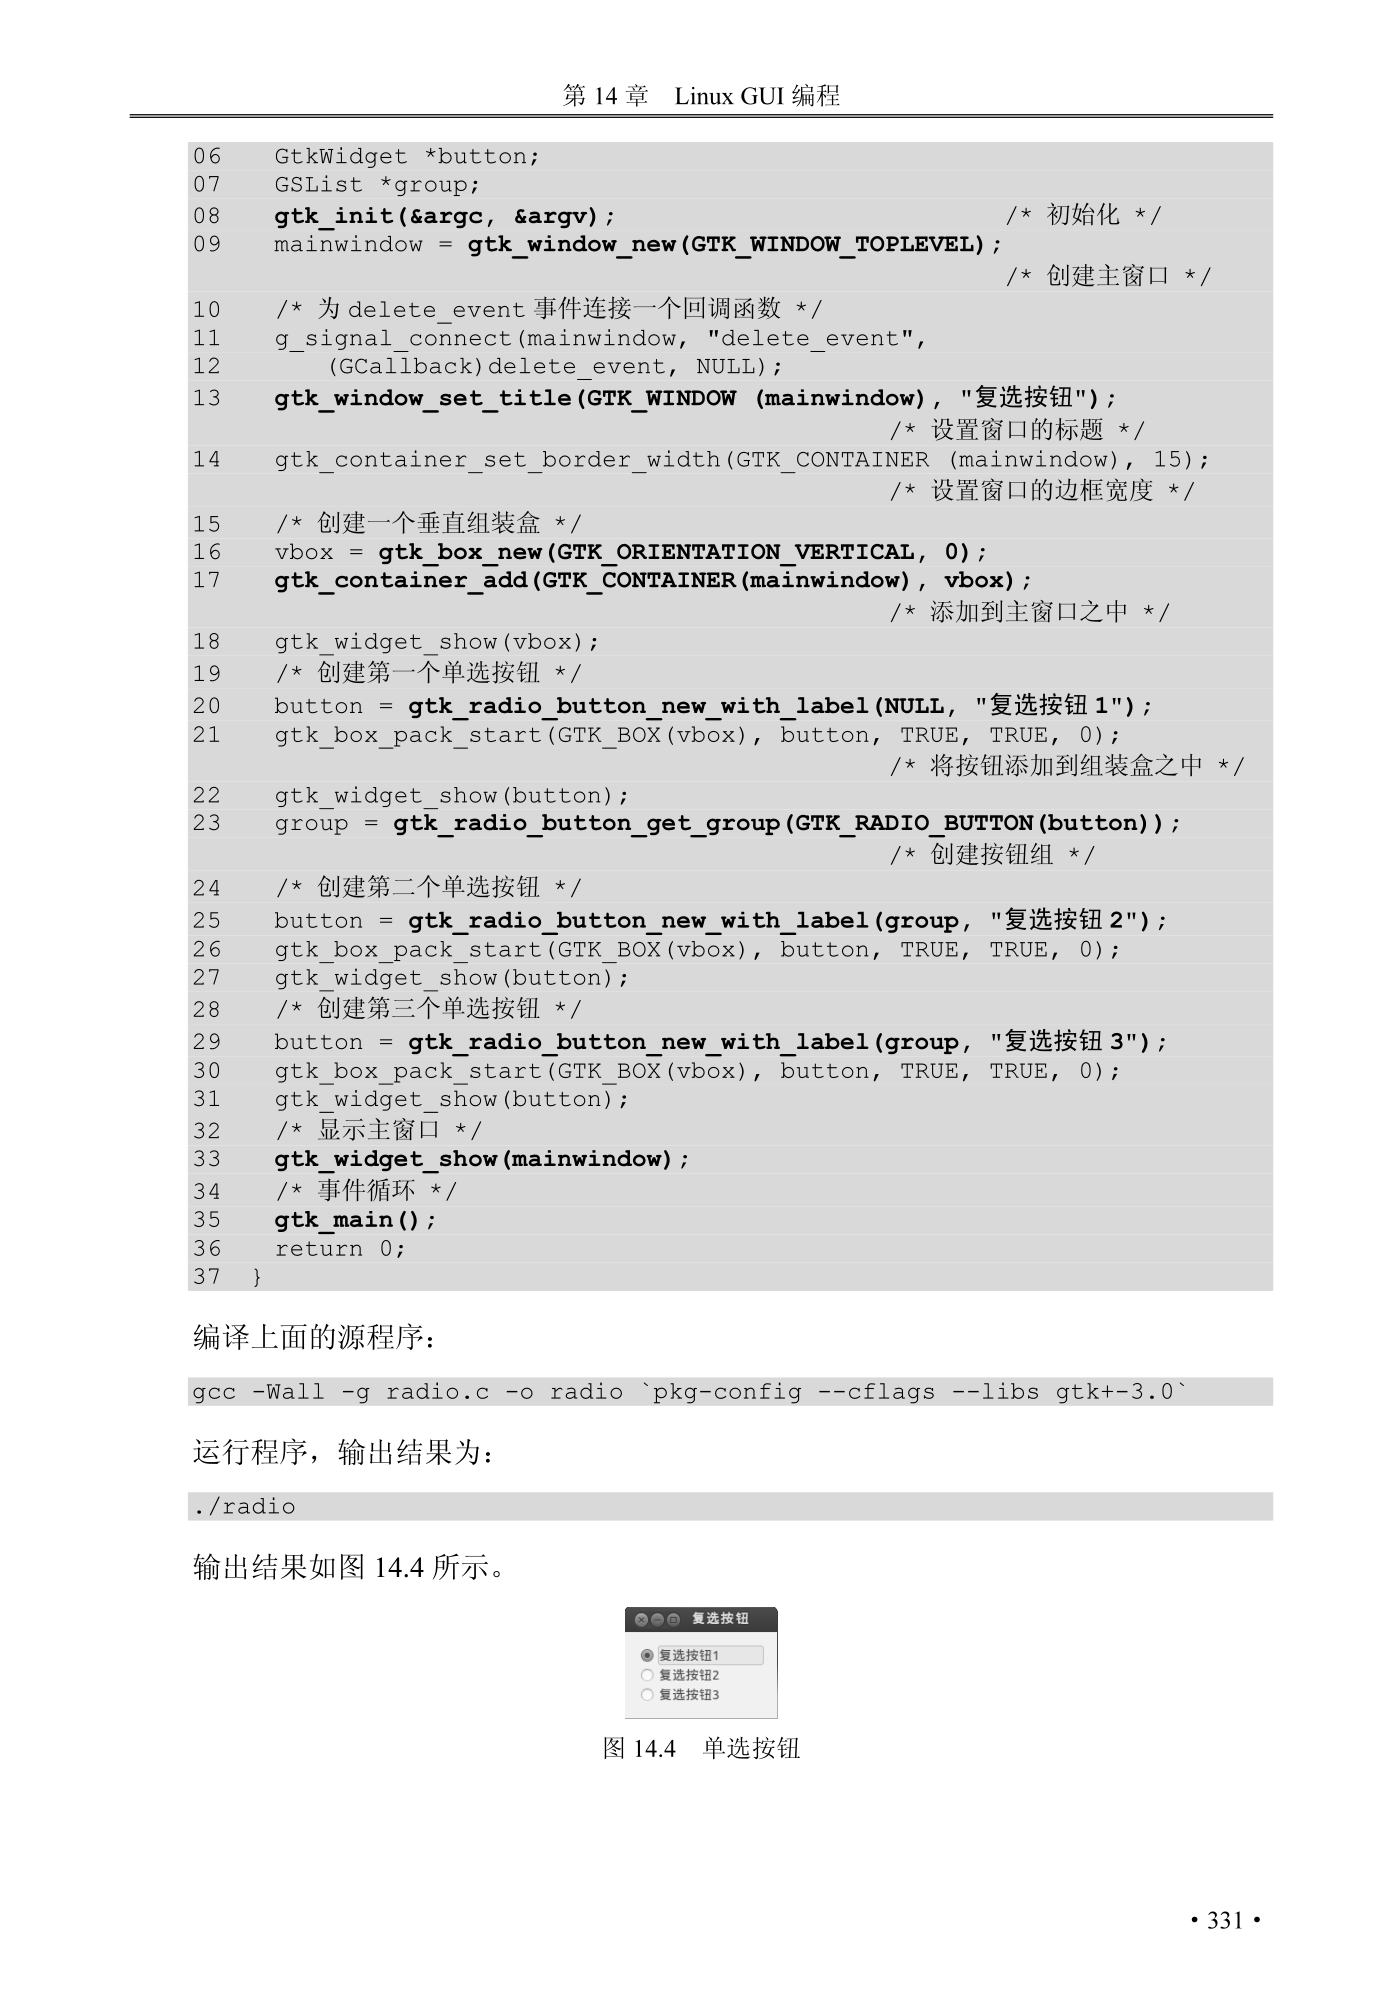 第 14 章　Linux GUI 编程
06   GtkWidget *button;
07   GSList *group;
08   gtk_init(&argc, &argv);   /* 初始化 */
09   mainwindow = gtk_window_new(GTK_WINDOW_TOPLEVEL);
/* 创建主窗口 */
10   /* 为 delete_event 事件连接一个回调函数 */
11   g_signal_connect(mainwindow, "delete_event",
12      (GCallback)delete_event, NULL);
13   gtk_window_set_title(GTK_WINDOW (mainwindow), "复选按钮");
/* 设置窗口的标题 */
14   gtk_container_set_border_width(GTK_CONTAINER (mainwindow), 15);
/* 设置窗口的边框宽度 */
15   /* 创建一个垂直组装盒 */
16   vbox = gtk_box_new(GTK_ORIENTATION_VERTICAL, 0);
17   gtk_container_add(GTK_CONTAINER(mainwindow), vbox);
/* 添加到主窗口之中 */
18   gtk_widget_show(vbox);
19   /* 创建第一个单选按钮 */
20   button = gtk_radio_button_new_with_label(NULL, "复选按钮 1");
21   gtk_box_pack_start(GTK_BOX(vbox), button, TRUE, TRUE, 0);
/* 将按钮添加到组装盒之中 */
22   gtk_widget_show(button);
23   group = gtk_radio_button_get_group(GTK_RADIO_BUTTON(button));
/* 创建按钮组 */
24   /* 创建第二个单选按钮 */
25   button = gtk_radio_button_new_with_label(group, "复选按钮 2");
26   gtk_box_pack_start(GTK_BOX(vbox), button, TRUE, TRUE, 0);
27   gtk_widget_show(button);
28   /* 创建第三个单选按钮 */
29   button = gtk_radio_button_new_with_label(group, "复选按钮 3");
30   gtk_box_pack_start(GTK_BOX(vbox), button, TRUE, TRUE, 0);
31   gtk_widget_show(button);
32   /* 显示主窗口 */
33   gtk_widget_show(mainwindow);
34   /* 事件循环 */
35   gtk_main();
36   return 0;
37  }
编译上面的源程序：
gcc -Wall -g radio.c -o radio `pkg-config --cflags --libs gtk+-3.0`
运行程序，输出结果为：
./radio
输出结果如图 14.4 所示。
复选按钮
复选按钮1
复选按钮2
复选按钮3
图 14.4　单选按钮
• 331 •